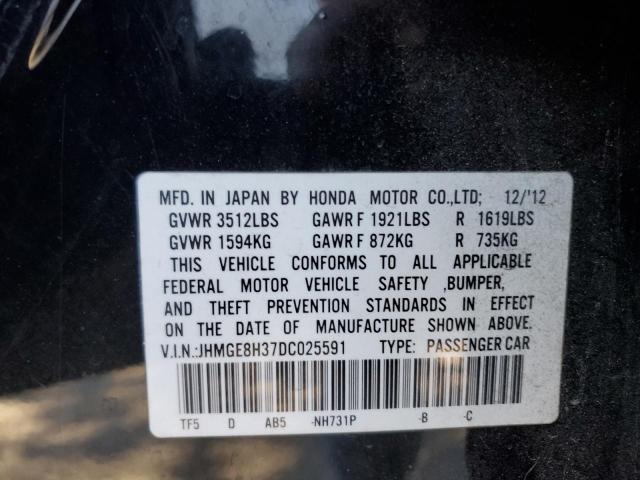 MFD. IN JAPAN BY HONDA MOTOR CO.,LTD; 12/'12
GVWR 3512LBS GAWR F 1921LBS R 1619LBS
GVWR 1594KG GAWR F 872KG R 735KG
THIS VEHICLE CONFORMS TO ALL APPLICABLE
FEDERAL MOTOR VEHICLE SAFETY ,BUMPER,
AND THEFT PREVENTION STANDARDS IN EFFECT
ON THE DATE OF MANUFACTURE SHOWN ABOVE.
V.I.N.:JHMGE8H37DC025591 TYPE: PASSENGER CAR
TF5 D AB5 -NH731P -B -C